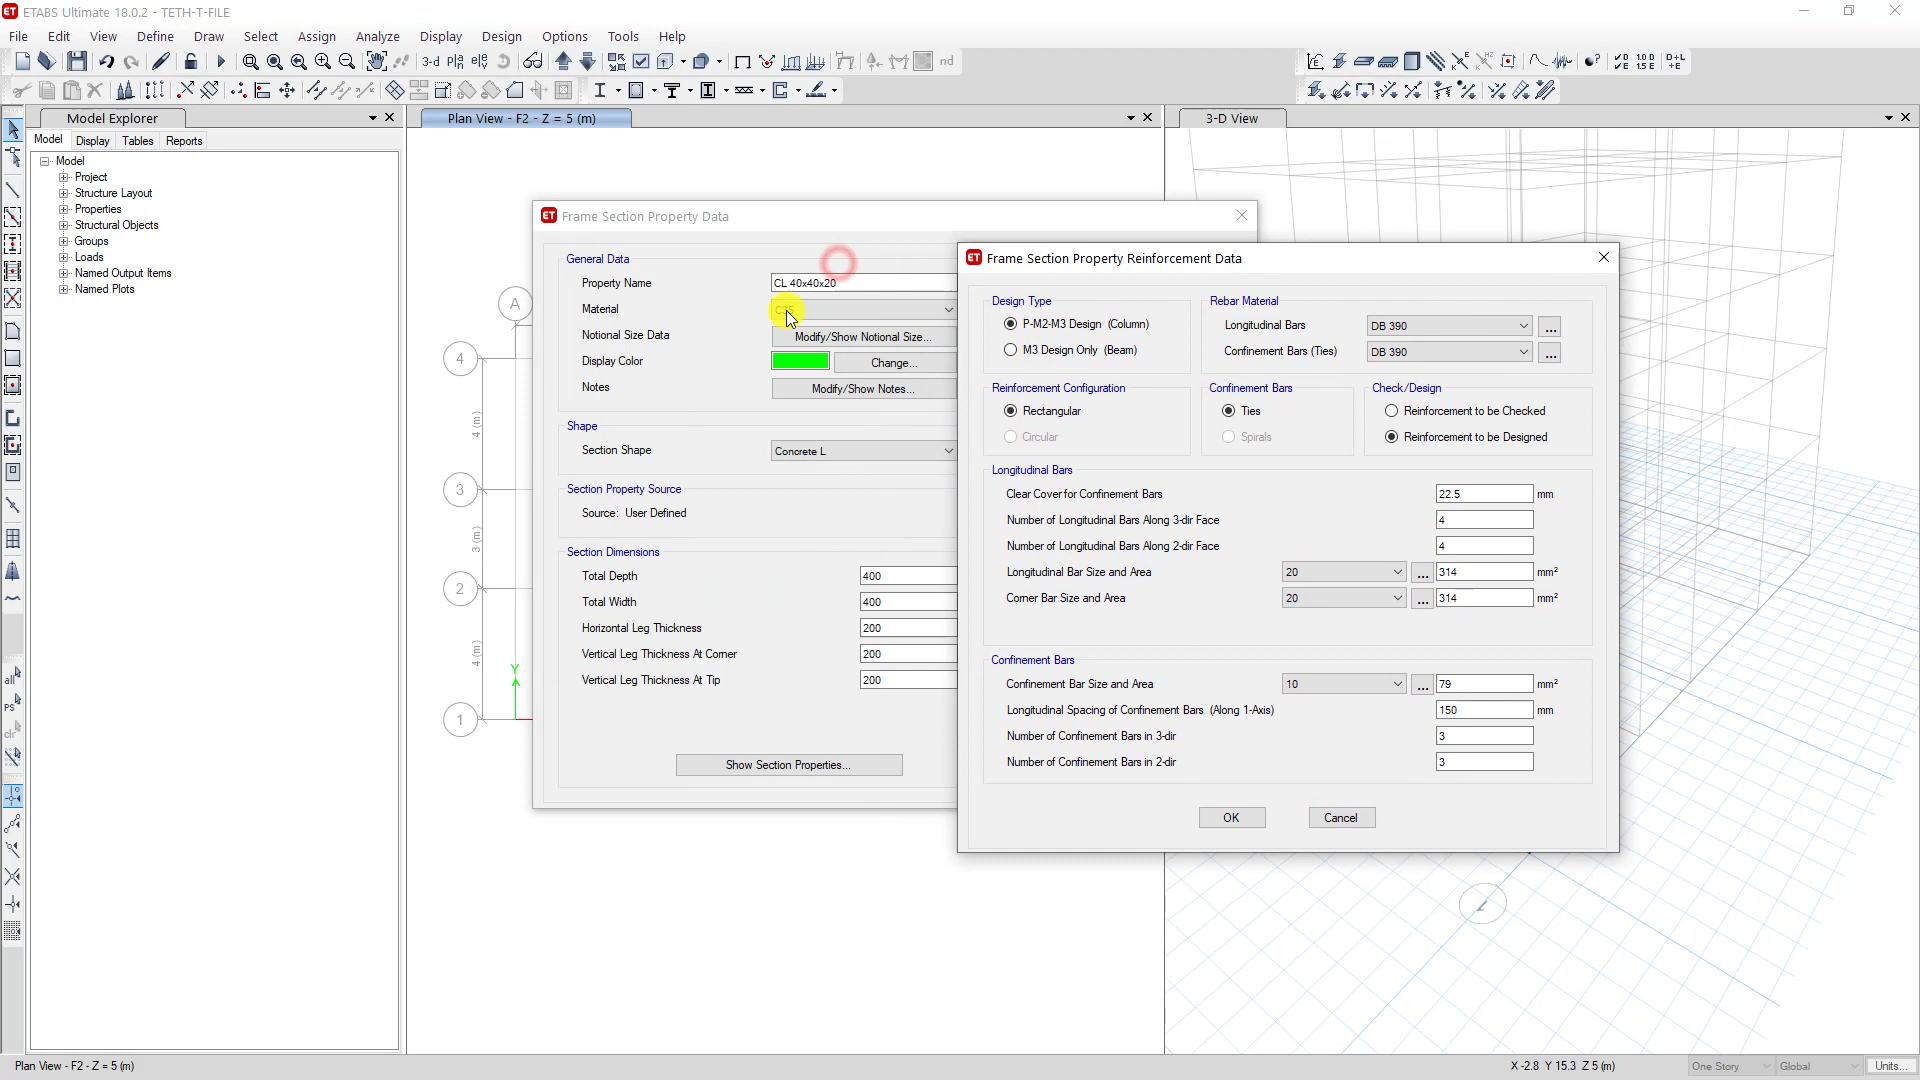 ETABS Ultimate 18.0.2 - TETH-T-FILE
File Edit View Define Draw Select Assign Analyze Display Design Options Tools Help
3-d
nd
Model Explorer
Plan View - F2 - Z = 5 (m)
3-D View
Model Display Tables Reports
Model
Project
Structure Layout
Properties
Structural Objects
Groups
Loads
Named Output Items
Named Plots
all
PS
clr
A
4
3
2
1
4 (m)
3 (m)
4 (m)
Y
Frame Section Property Data
General Data
Property Name CL 40x40x20
Material
Notional Size Data Modify/Show Notional Size...
Display Color Change...
Notes Modify/Show Notes...
Shape
Section Shape Concrete L
Section Property Source
Source: User Defined
Section Dimensions
Total Depth 400
Total Width 400
Horizontal Leg Thickness 200
Vertical Leg Thickness At Corner 200
Vertical Leg Thickness At Tip 200
Show Section Properties...
Frame Section Property Reinforcement Data
Design Type
P-M2-M3 Design (Column)
M3 Design Only (Beam)
Rebar Material
Longitudinal Bars DB 390 ...
Confinement Bars (Ties) DB 390 ...
Reinforcement Configuration
Rectangular
Circular
Confinement Bars
Ties
Spirals
Check/Design
Reinforcement to be Checked
Reinforcement to be Designed
Longitudinal Bars
Clear Cover for Confinement Bars 22.5 mm
Number of Longitudinal Bars Along 3-dir Face 4
Number of Longitudinal Bars Along 2-dir Face 4
Longitudinal Bar Size and Area 20 ... 314 mm²
Corner Bar Size and Area 20 ... 314 mm²
Confinement Bars
Confinement Bar Size and Area 10 ... 79 mm²
Longitudinal Spacing of Confinement Bars (Along 1-Axis) 150 mm
Number of Confinement Bars in 3-dir 3
Number of Confinement Bars in 2-dir 3
OK Cancel
Plan View - F2 - Z = 5 (m)
X -2.8 Y 15.3 Z 5 (m)
One Story Global Units...